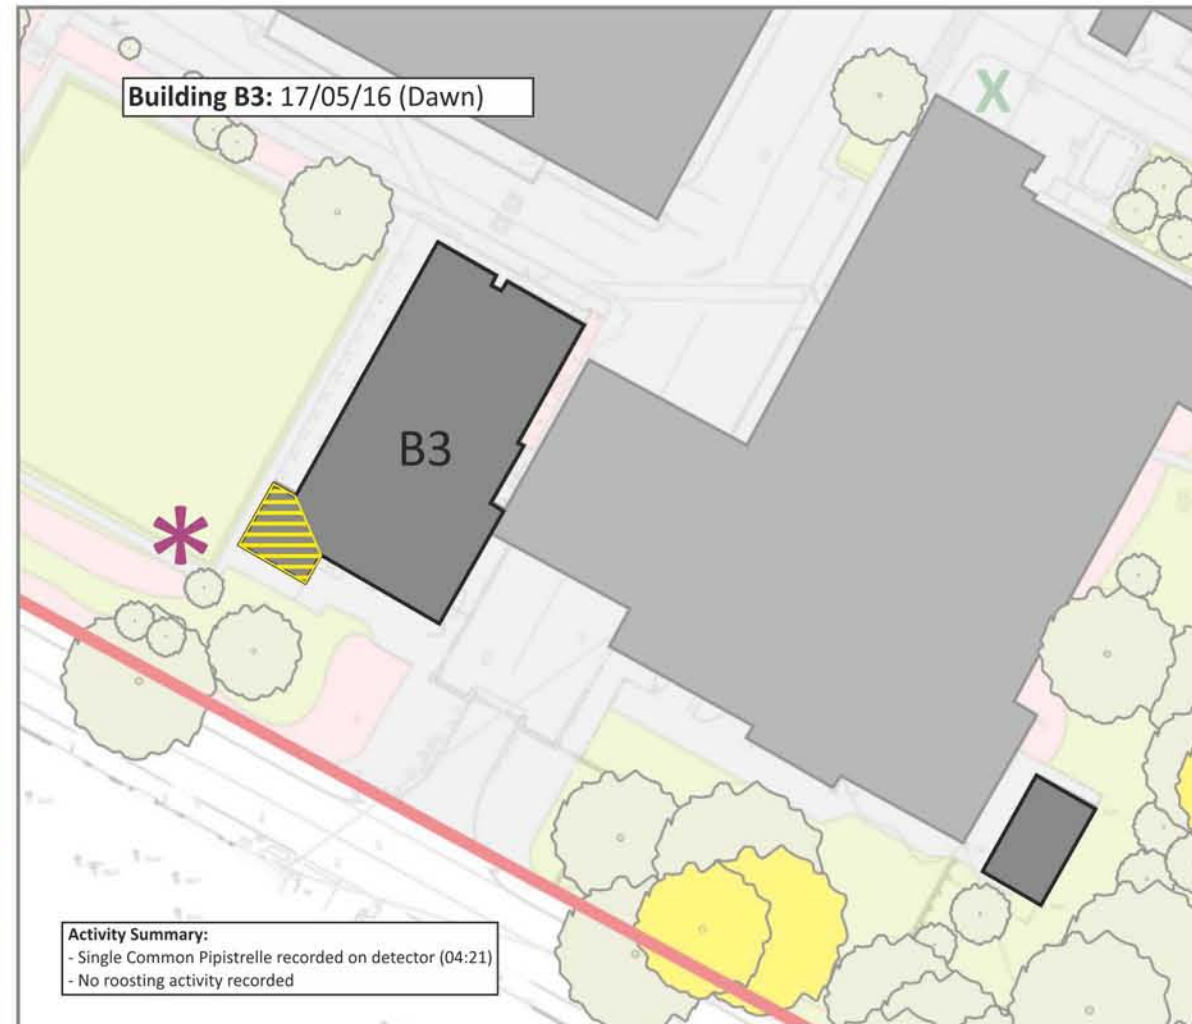 Building B3: 17/05/16 (Dawn)
X
B3
Activity Summary:
- Single Common Pipistrelle recorded on detector (04:21)
- No roosting activity recorded